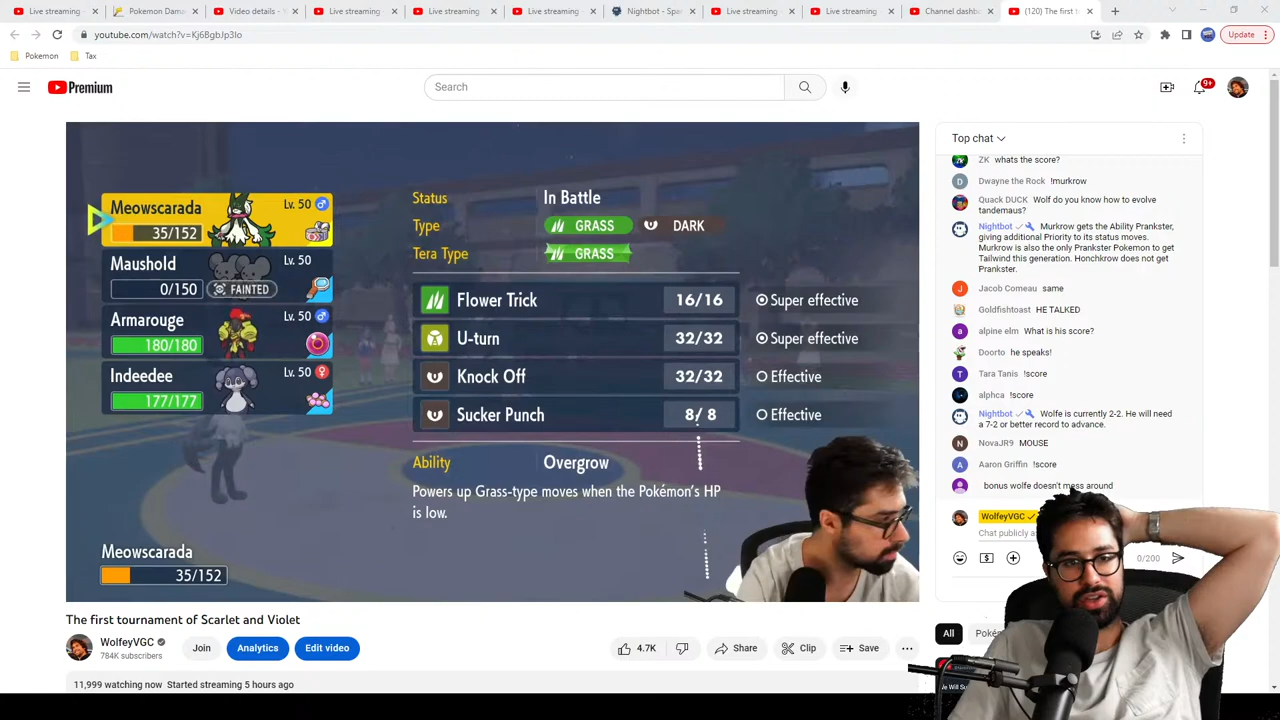 Live streaming
Pokemon Dama
Video details - Y
Live streaming
Live streaming
Live streaming
Nightbot - Spa
Live streaming
Live streaming
Channel dashb
(120) The first t
Update
Pokemon
Tax
Premium
Search
9+
Meowscarada
Lv. 50
35/152
Maushold
Lv. 50
0/150
FAINTED
Armarouge
Lv. 50
180/180
Indeedee
Lv. 50
177/177
Status
In Battle
Type
GRASS
DARK
Tera Type
GRASS
Flower Trick
16/16
Super effective
U-turn
32/32
Super effective
Knock Off
32/32
Effective
Sucker Punch
8/ 8
Effective
Ability
Overgrow
Powers up Grass-type moves when the Pokémon's HP
is low.
Meowscarada
35/152
Top chat
ZK whats the score?
Dwayne the Rock !murkrow
Quack DUCK Wolf do you know how to evolve
tandemaus?
Nightbot Murkrow gets the Ability Prankster,
giving additional Priority to its status moves.
Murkrow is also the only Prankster Pokemon to get
Tailwind this generation. Honchkrow does not get
Prankster.
Jacob Comeau same
Goldfishtoast HE TALKED
alpine elm What is his score?
Doorto he speaks!
Tara Tanis !score
alphca !score
Nightbot Wolfe is currently 2-2. He will need
a 7-2 or better record to advance.
NovaJR9 MOUSE
Aaron Griffin !score
bonus wolfe doesn't mess around
WolfeyVGC
Chat publicly
0/200
All
The first tournament of Scarlet and Violet
WolfeyVGC
784K subscribers
Join
Analytics
Edit video
4.7K
Share
Clip
Save
11,999 watching now Started streaming 5 hours ago